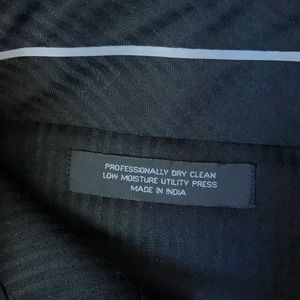 PROFESSIONALLY DRY CLEAN
LOW MOISTURE UTILITY PRESS
MADE IN INDIA